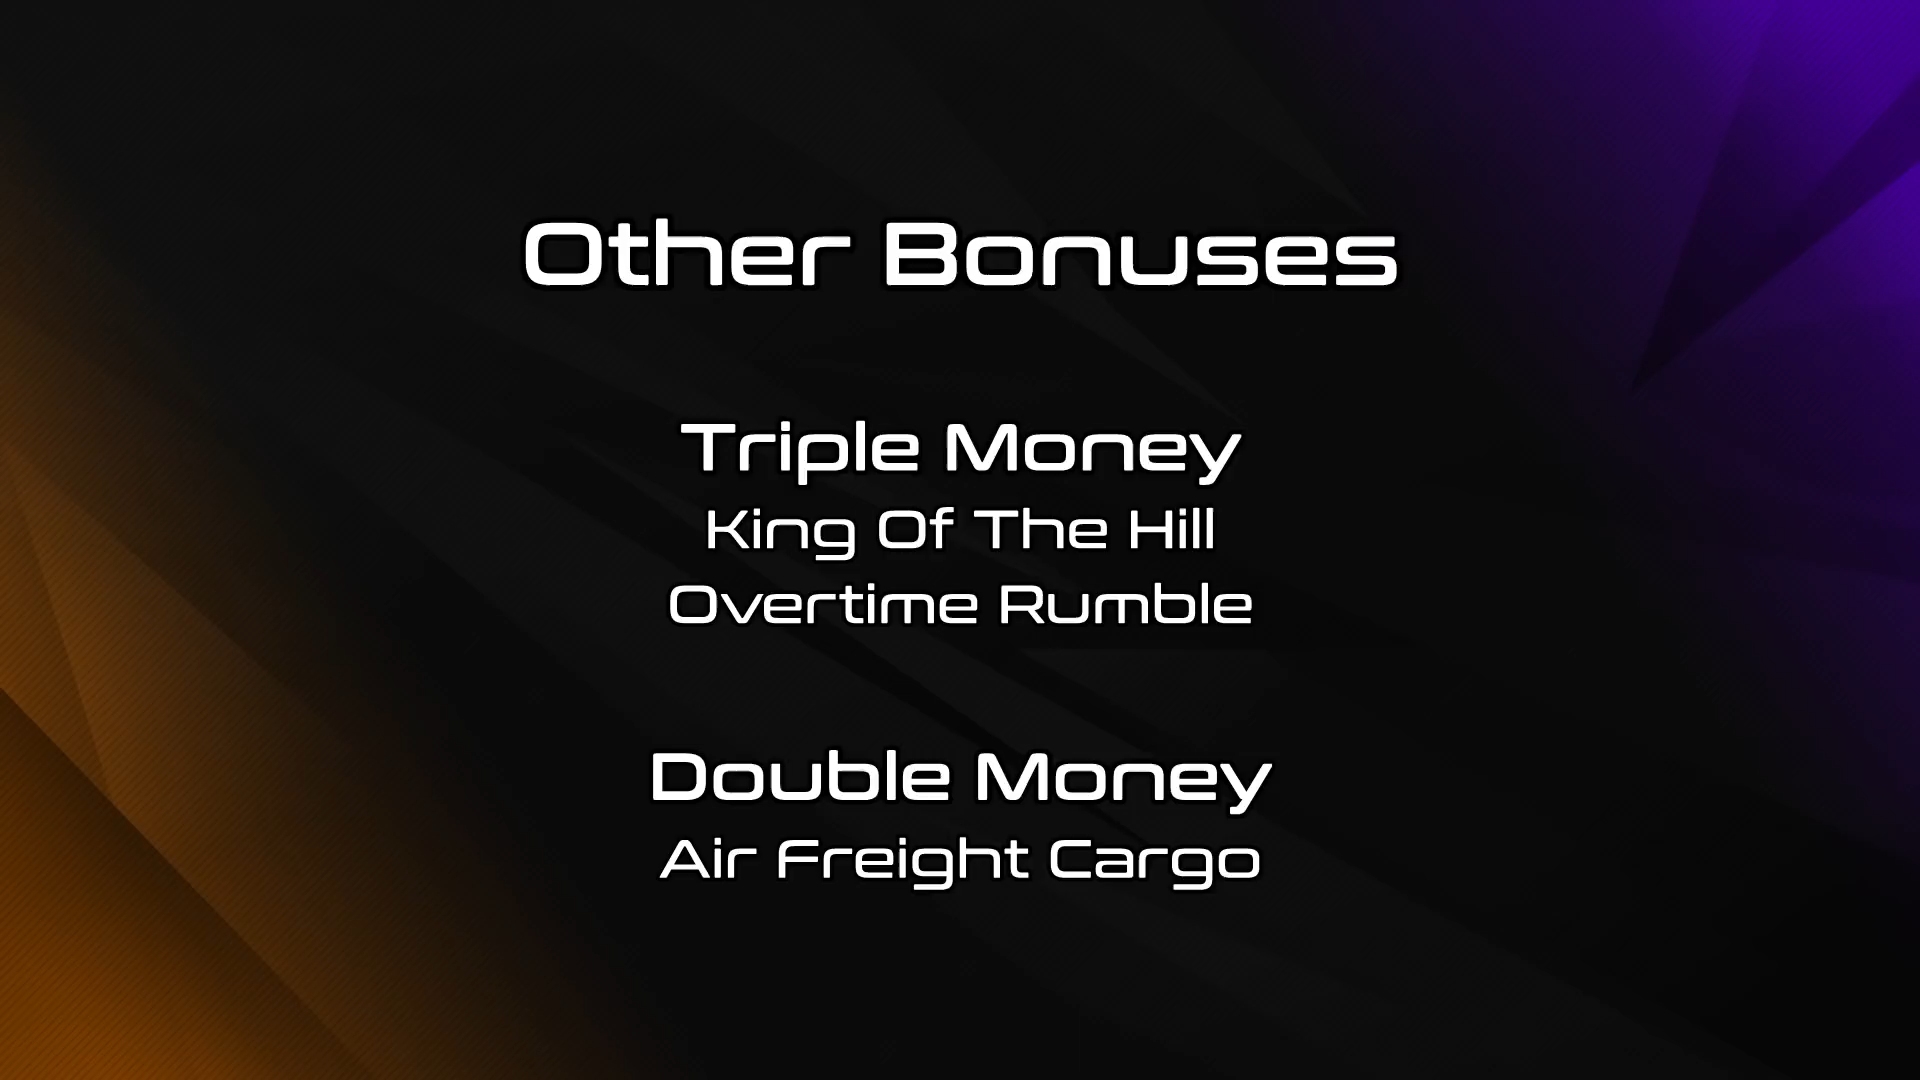 Other Bonuses
Triple Money
King Of The Hill
Overtime Rumble
Double Money
Air Freight Cargo